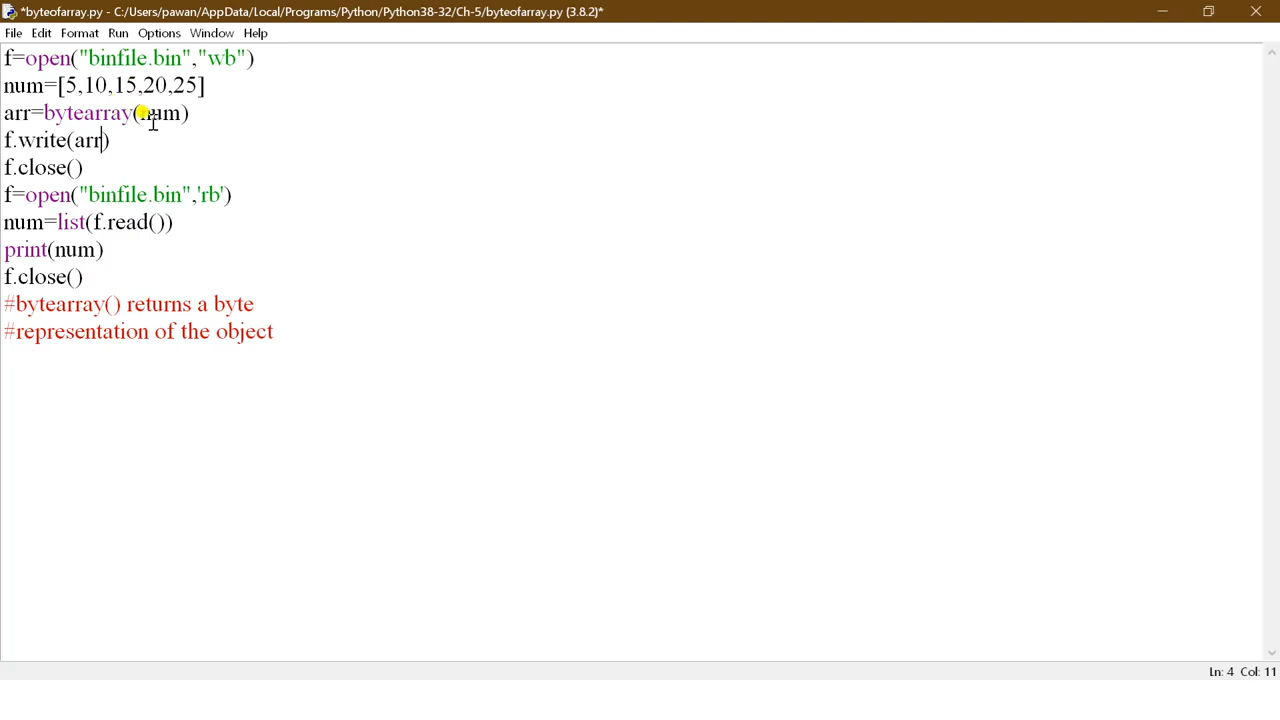 *byteofarray.py - C:/Users/pawan/AppData/Local/Programs/Python/Python38-32/Ch-5/byteofarray.py (3.8.2)*
File Edit Format Run Options Window Help
f=open("binfile.bin","wb")
num=[5,10,15,20,25]
arr=bytearray(num)
f.write(arr)
f.close()
f=open("binfile.bin",'rb')
num=list(f.read())
print(num)
f.close()
#bytearray() returns a byte
#representation of the object
Ln: 4 Col: 11